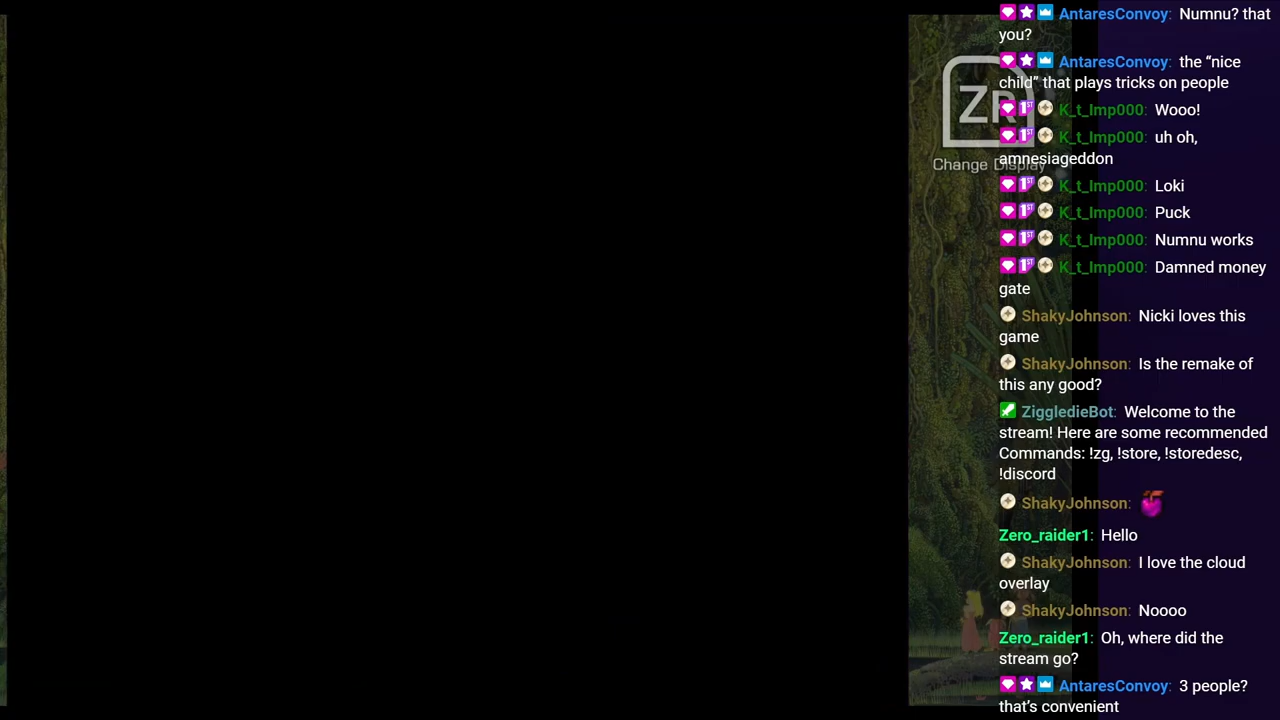 AntaresConvoy: Numnu? that
you?
AntaresConvoy: the “nice
child” that plays tricks on people
ZR
K_t_Imp000: Wooo!
K_t_Imp000: uh oh,
amnesiageddon
Change Display
K_t_Imp000: Loki
K_t_Imp000: Puck
K_t_Imp000: Numnu works
K_t_Imp000: Damned money
gate
ShakyJohnson: Nicki loves this
game
ShakyJohnson: Is the remake of
this any good?
ZiggledieBot: Welcome to the
stream! Here are some recommended
Commands: !zg, !store, !storedesc,
!discord
ShakyJohnson:
Zero_raider1: Hello
ShakyJohnson: I love the cloud
overlay
ShakyJohnson: Noooo
Zero_raider1: Oh, where did the
stream go?
AntaresConvoy: 3 people?
that’s convenient